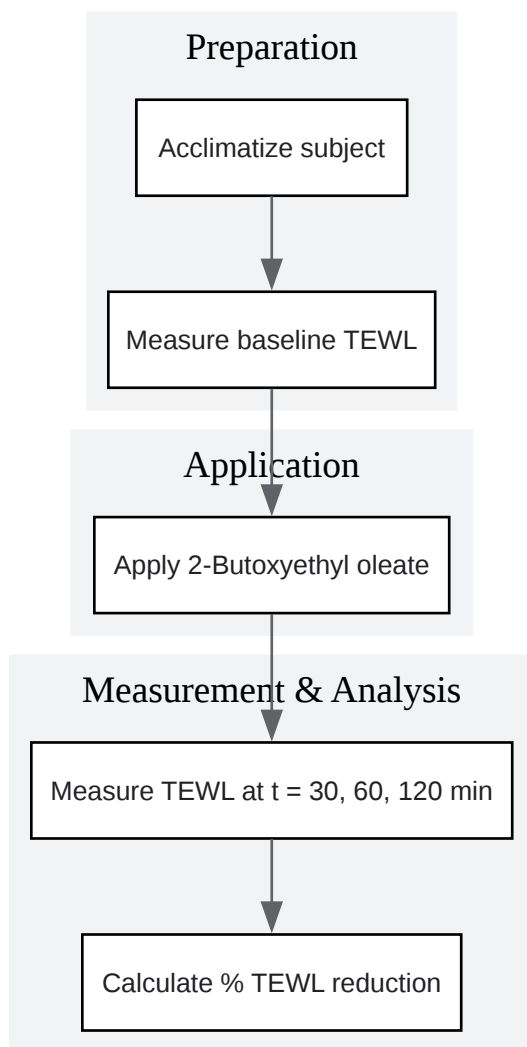 Preparation
Acclimatize subject
Measure baseline TEWL
Application
Apply 2-Butoxyethyl oleate
Measurement & Analysis
Measure TEWL at t = 30, 60, 120 min
Calculate % TEWL reduction